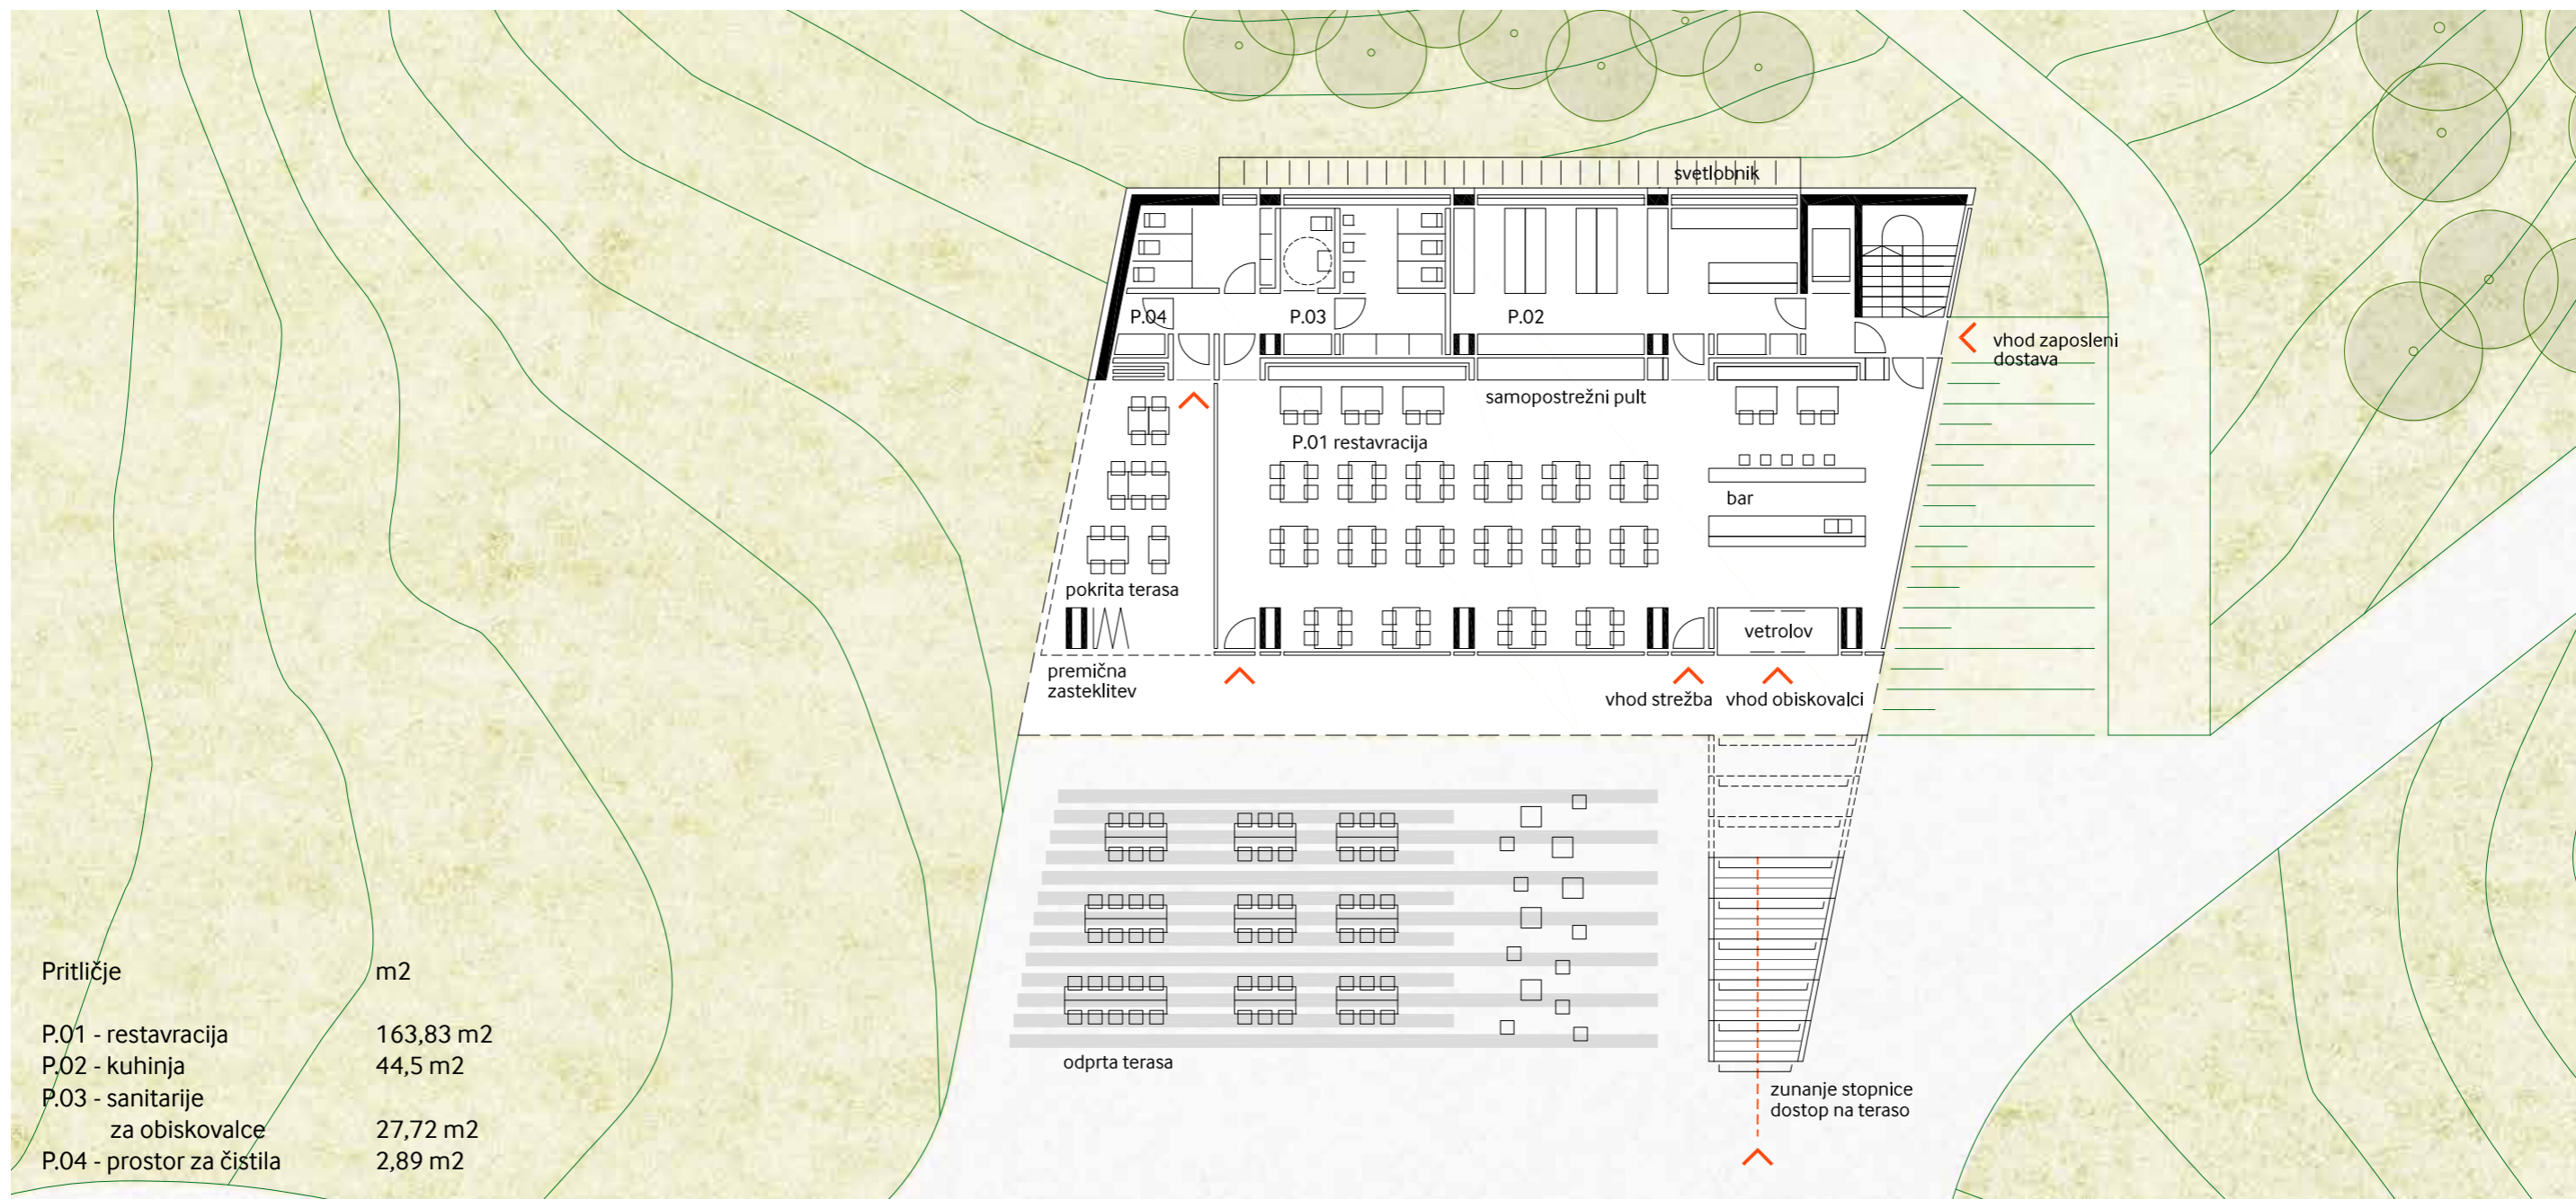 svetlobnik
P.04
P.03
P.02
vhod zaposleni
dostava
samopostrežni pult
P.01 restavracija
bar
pokrita terasa
vetrolov
premična
zasteklitev
vhod strežba
vhod obiskovalci
odprta terasa
zunanje stopnice
dostop na teraso
Pritličje m2
P.01 - restavracija 163,83 m2
P.02 - kuhinja 44,5 m2
P.03 - sanitarije
za obiskovalce 27,72 m2
P.04 - prostor za čistila 2,89 m2